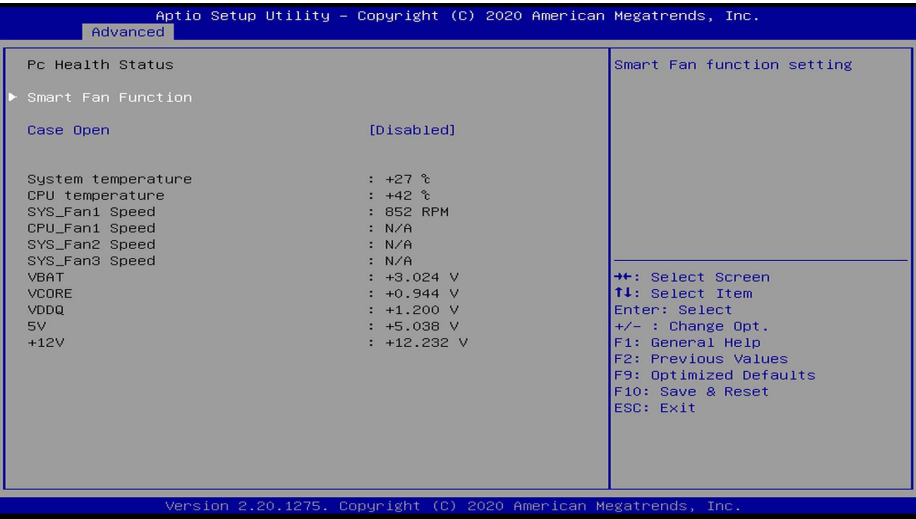 Aptio Setup Utility – Copyright (C) 2020 American Megatrends, Inc.
Advanced
Pc Health Status
Smart Fan Function
Case Open [Disabled]
System temperature : +27 ℃
CPU temperature : +42 ℃
SYS_Fan1 Speed : 852 RPM
CPU_Fan1 Speed : N/A
SYS_Fan2 Speed : N/A
SYS_Fan3 Speed : N/A
VBAT : +3.024 V
VCORE : +0.944 V
VDDQ : +1.200 V
5V : +5.038 V
+12V : +12.232 V
Smart Fan function setting
→←: Select Screen
↑↓: Select Item
Enter: Select
+/- : Change Opt.
F1: General Help
F2: Previous Values
F9: Optimized Defaults
F10: Save & Reset
ESC: Exit
Version 2.20.1275. Copyright (C) 2020 American Megatrends, Inc.